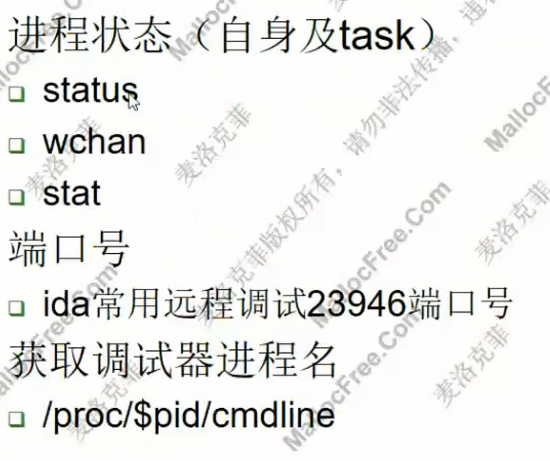 进程状态（自身及task）
status
wchan
stat
端口号
ida常用远程调试23946端口号
获取调试器进程名
/proc/$pid/cmdline
麦洛克菲版权所有，请勿非法传播，违
MallocFree.Com
麦洛克菲